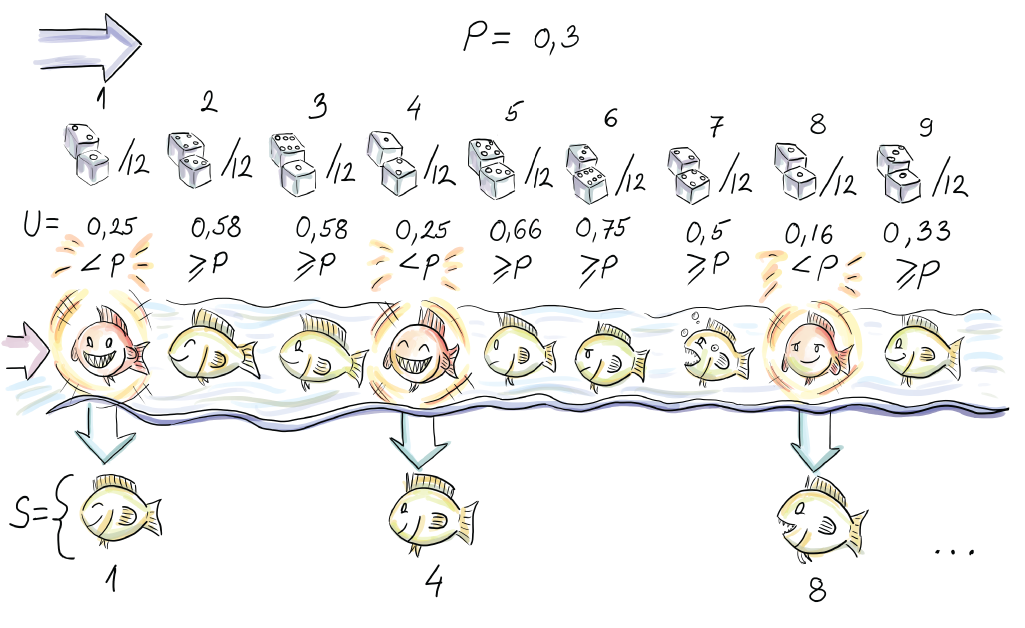 P = 0,3
1 2 3 4 5 6 7 8 9
/12 /12 /12 /12 /12 /12 /12 /12 /12
U= 0,25 0,58 0,58 0,25 0,66 0,75 0,5 0,16 0,33
<P ⩾P ⩾P <P ⩾P ⩾P ⩾P <P ⩾P
S={ ...
1 4 8